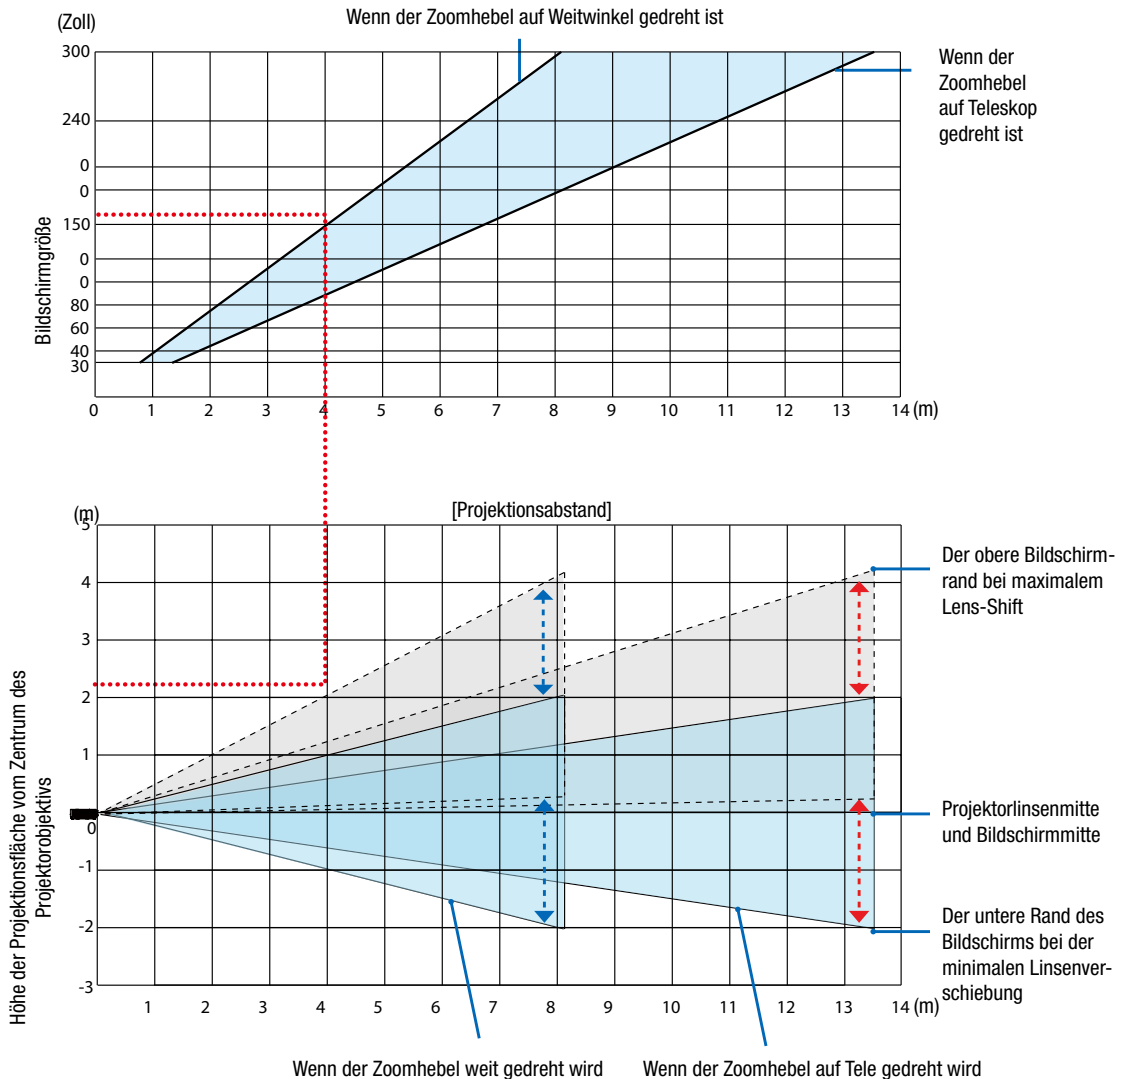 (Zoll)
Wenn der Zoomhebel auf Weitwinkel gedreht ist
Wenn der
Zoomhebel
auf Teleskop
gedreht ist
Bildschirmgröße
300
240
0
0
150
0
0
80
60
40
30
0 1 2 3 4 5 6 7 8 9 10 11 12 13 14 (m)
[Projektionsabstand]
(m)
5
4
3
2
1
0
-1
-2
-3
Höhe der Projektionsfläche vom Zentrum des
Projektorobjektivs
Der obere Bildschirm-
rand bei maximalem
Lens-Shift
Projektorlinsenmitte
und Bildschirmmitte
Der untere Rand des
Bildschirms bei der
minimalen Linsenver-
schiebung
1 2 3 4 5 6 7 8 9 10 11 12 13 14 (m)
Wenn der Zoomhebel weit gedreht wird
Wenn der Zoomhebel auf Tele gedreht wird